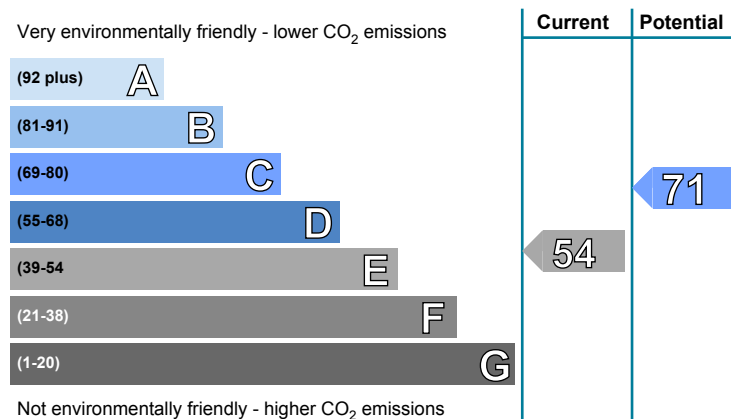 Very environmentally friendly - lower CO2 emissions
Current
Potential
(92 plus) A
(81-91) B
(69-80) C
71
(55-68) D
54
(39-54 E
(21-38) F
(1-20) G
Not environmentally friendly - higher CO2 emissions